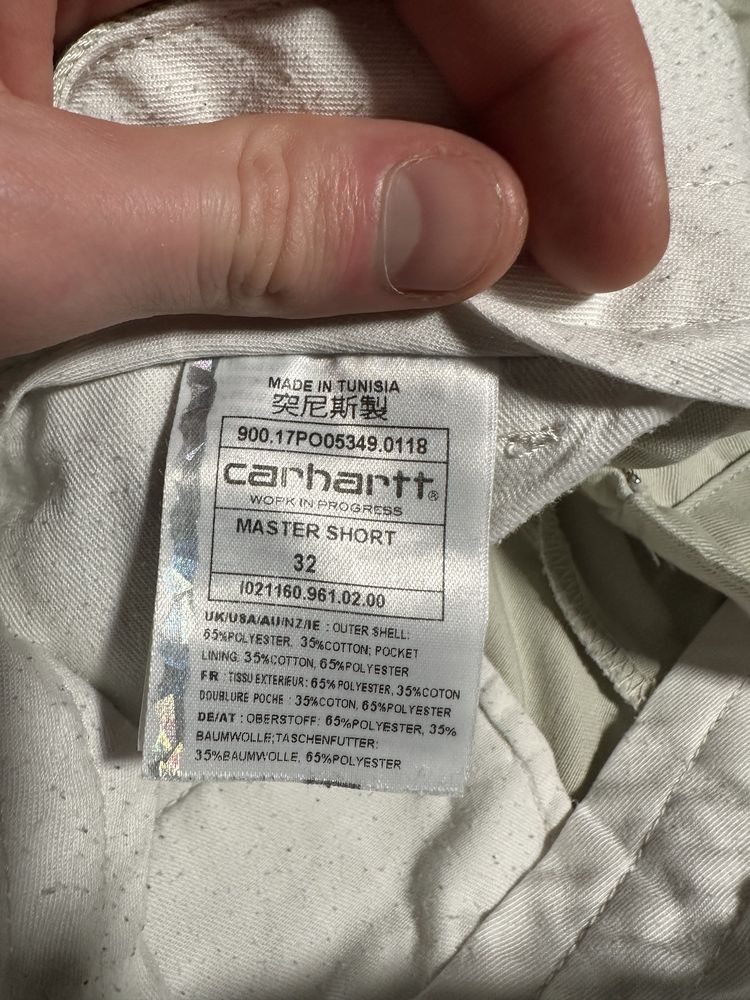 MADE IN TUNISIA
突尼斯製
900.17PO05349.0118
carhartt®
WORK IN PROGRESS
MASTER SHORT
32
I021160.961.02.00
UK/USA/AU/NZ/IE : OUTER SHELL:
65%POLYESTER, 35%COTTON; POCKET
LINING: 35%COTTON, 65%POLYESTER
FR : TISSU EXTERIEUR: 65%POLYESTER, 35%COTON
DOUBLURE POCHE : 35%COTON, 65%POLYESTER
DE/AT : OBERSTOFF: 65%POLYESTER, 35%
BAUMWOLLE;TASCHENFUTTER:
35%BAUMWOLLE, 65%POLYESTER